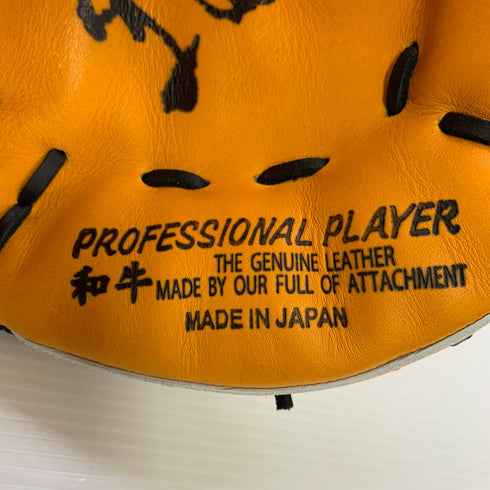 PROFESSIONAL PLAYER
THE GENUINE LEATHER
和牛 MADE BY OUR FULL OF ATTACHMENT
MADE IN JAPAN